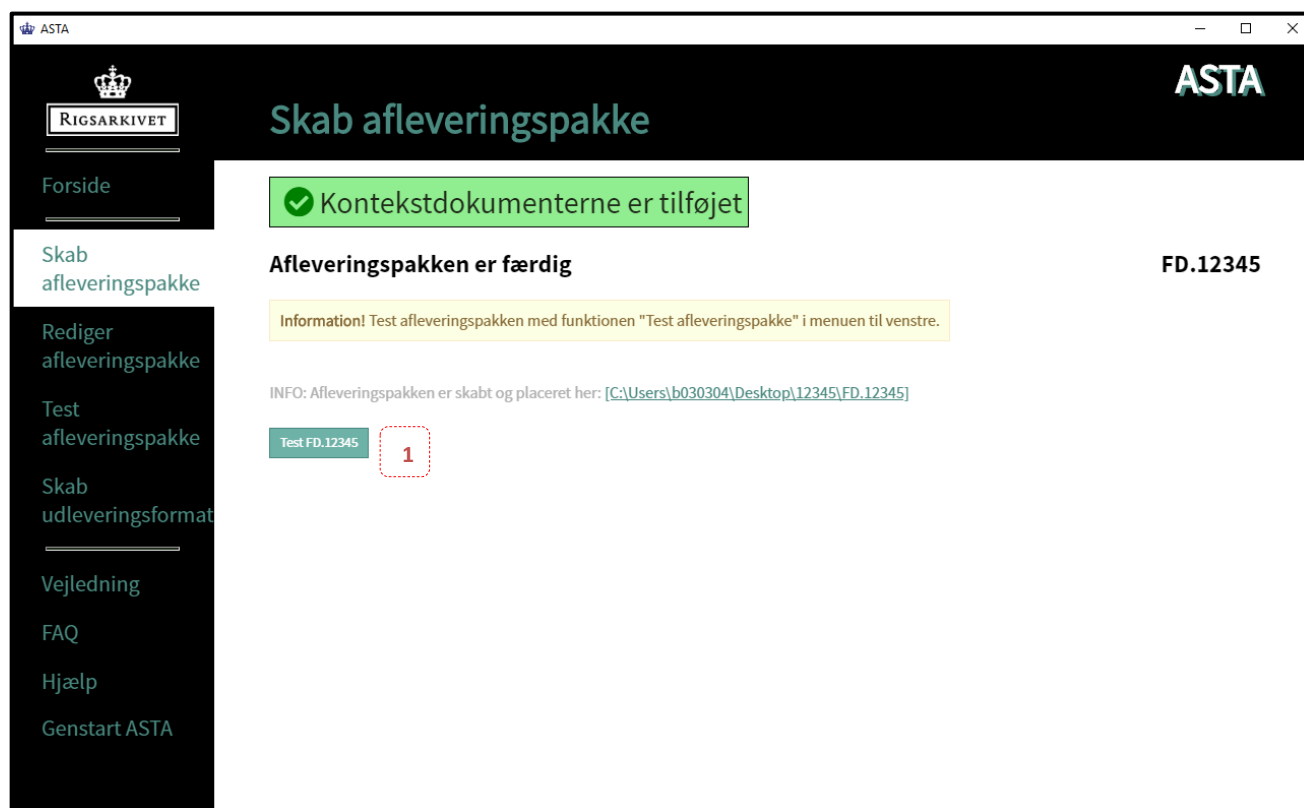 ASTA
RIGSARKIVET
ASTA
Skab afleveringspakke
Forside
Skab
afleveringspakke
Rediger
afleveringspakke
Test
afleveringspakke
Skab
udleveringsformat
Vejledning
FAQ
Hjælp
Genstart ASTA
Kontekstdokumenterne er tilføjet
Afleveringspakken er færdig
FD.12345
Information! Test afleveringspakken med funktionen "Test afleveringspakke" i menuen til venstre.
INFO: Afleveringspakken er skabt og placeret her: [C:\Users\b030304\Desktop\12345\FD.12345]
Test FD.12345
1